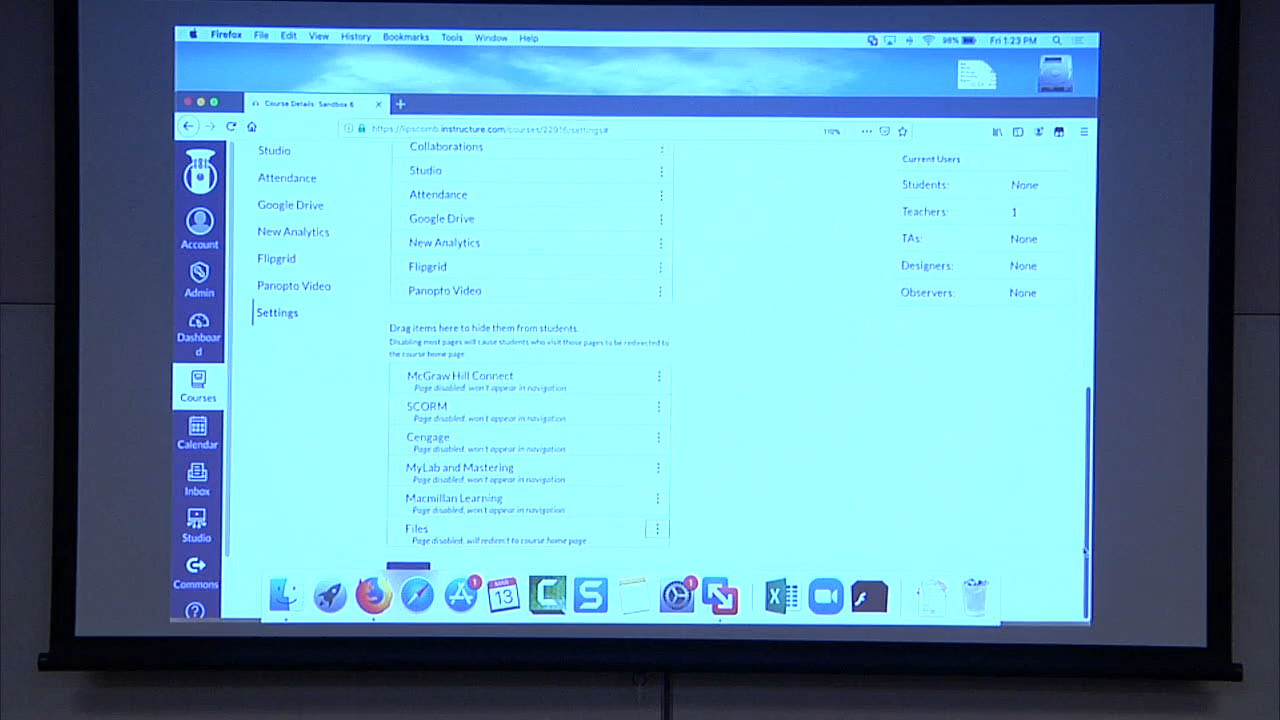 Firefox File Edit View History Bookmarks Tools Window Help 98% Fri 1:23 PM
Course Details: Sandbox 6
https://lipscomb.instructure.com/courses/22916/settings#
110%
Account
Admin
Dashboar
d
Courses
Calendar
Inbox
Studio
Commons
Studio
Attendance
Google Drive
New Analytics
Flipgrid
Panopto Video
Settings
Collaborations
Studio
Attendance
Google Drive
New Analytics
Flipgrid
Panopto Video
Drag items here to hide them from students.
Disabling most pages will cause students who visit those pages to be redirected to
the course home page.
McGraw Hill Connect
Page disabled, won't appear in navigation
SCORM
Page disabled, won't appear in navigation
Cengage
Page disabled, won't appear in navigation
MyLab and Mastering
Page disabled, won't appear in navigation
Macmillan Learning
Page disabled, won't appear in navigation
Files
Page disabled, will redirect to course home page
Current Users
Students: None
Teachers: 1
TAs: None
Designers: None
Observers: None
1
MAR
13
1